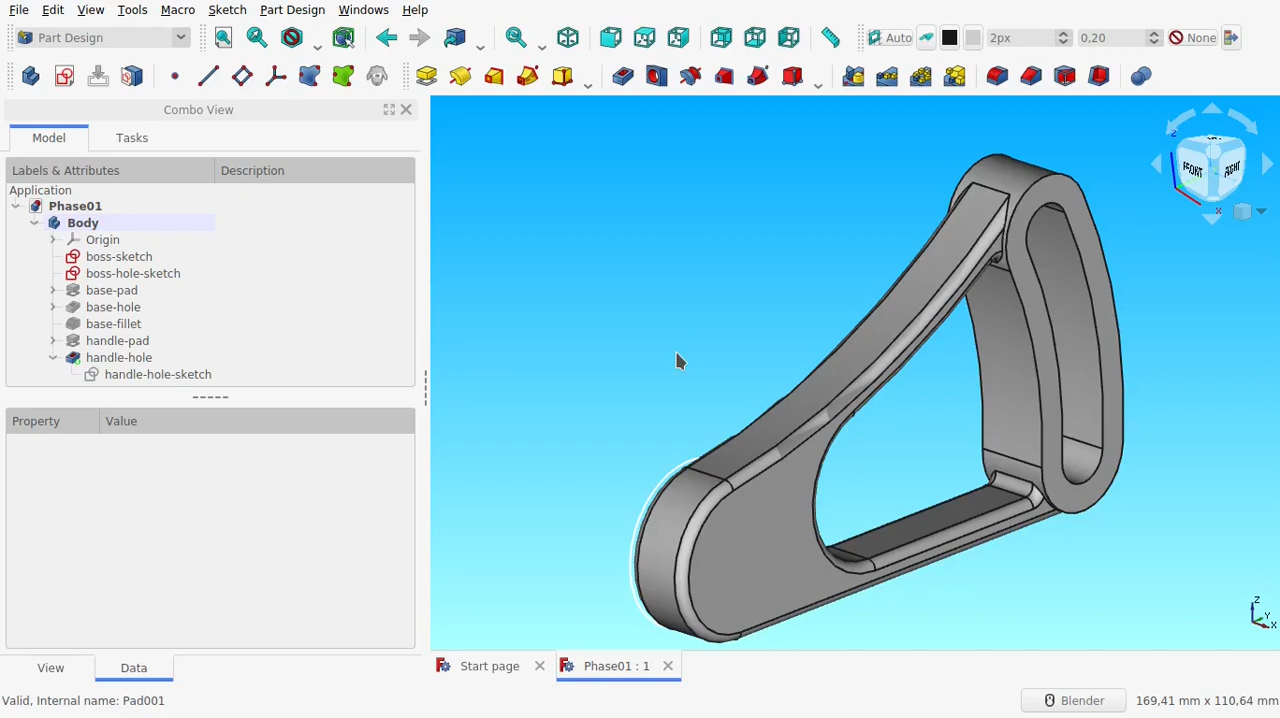 File Edit View Tools Macro Sketch Part Design Windows Help
Part Design Auto 2px 0,20 None
Combo View
Model Tasks
Labels & Attributes Description
Application
Phase01
Body
Origin
boss-sketch
boss-hole-sketch
base-pad
base-hole
base-fillet
handle-pad
handle-hole
handle-hole-sketch
Property Value
FRONT RIGHT
Z
X
Z
Y
X
View Data
Start page Phase01 : 1
Valid, Internal name: Pad001
Blender 169,41 mm x 110,64 mm